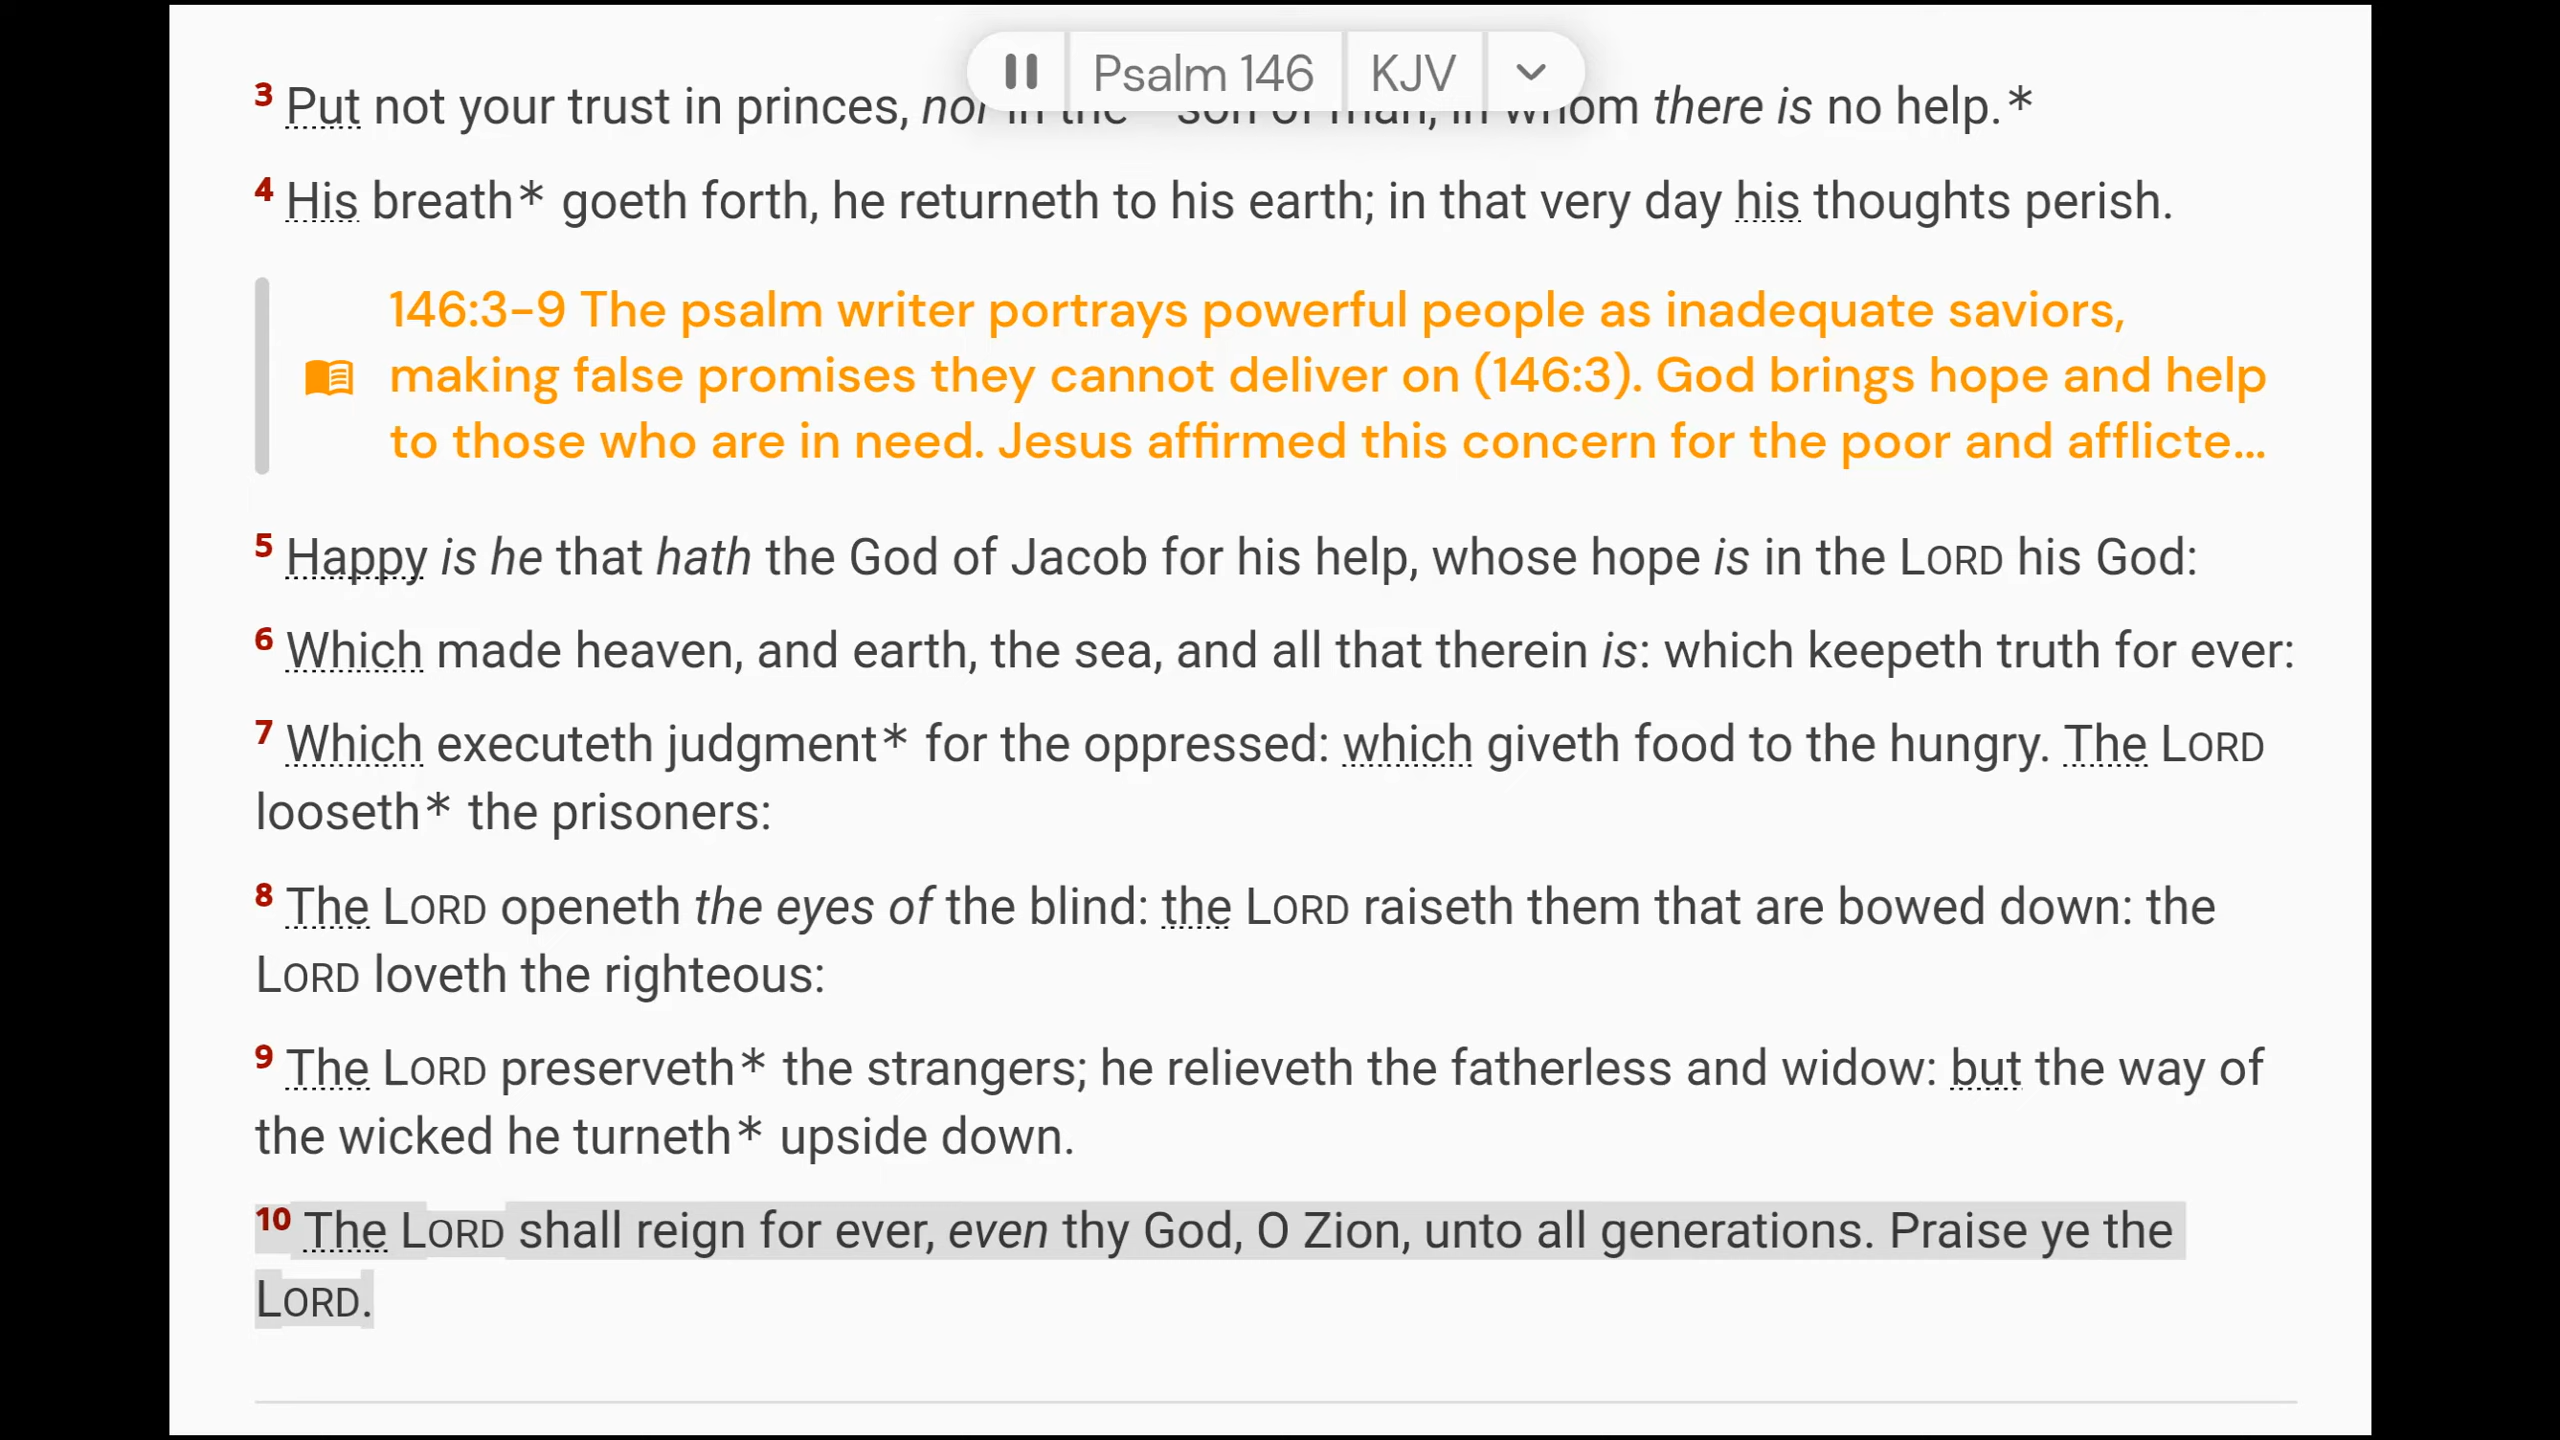 Psalm 146 KJV
3 Put not your trust in princes, nor in the son of man, in whom there is no help.*
4 His breath* goeth forth, he returneth to his earth; in that very day his thoughts perish.
146:3–9 The psalm writer portrays powerful people as inadequate saviors,
making false promises they cannot deliver on (146:3). God brings hope and help
to those who are in need. Jesus affirmed this concern for the poor and afflicte...
5 Happy is he that hath the God of Jacob for his help, whose hope is in the LORD his God:
6 Which made heaven, and earth, the sea, and all that therein is: which keepeth truth for ever:
7 Which executeth judgment* for the oppressed: which giveth food to the hungry. The LORD
looseth* the prisoners:
8 The LORD openeth the eyes of the blind: the LORD raiseth them that are bowed down: the
LORD loveth the righteous:
9 The LORD preserveth* the strangers; he relieveth the fatherless and widow: but the way of
the wicked he turneth* upside down.
10 The LORD shall reign for ever, even thy God, O Zion, unto all generations. Praise ye the
LORD.